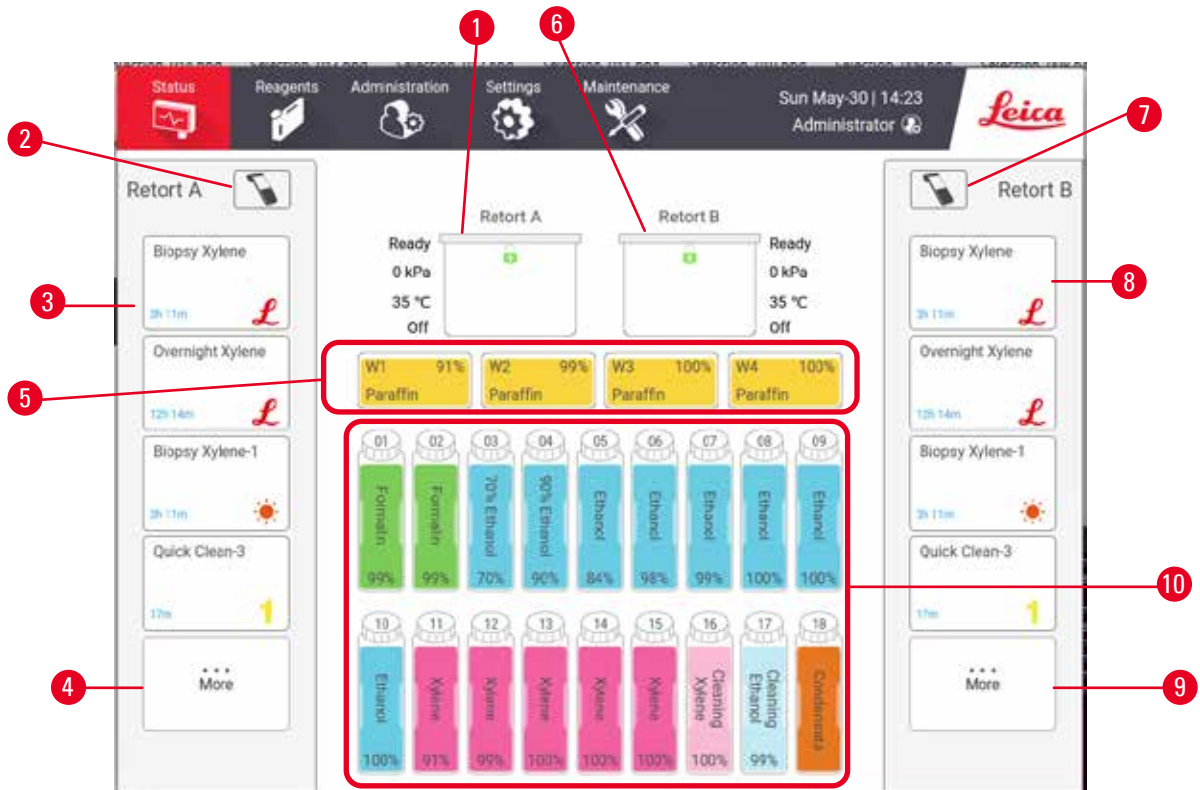 1
6
Status
Reagents
Administration
Settings
Maintenance
Sun May-30 | 14:23
Administrator
Leica
2
7
Retort A
Retort B
Retort A
Retort B
Ready
0 kPa
35 °C
Off
Ready
0 kPa
35 °C
Off
3
Biopsy Xylene
3h 11m
L
Overnight Xylene
12h 14m
L
Biopsy Xylene-1
3h 11m
Quick Clean-3
17m
1
4
...
More
5
W1 91%
Paraffin
W2 99%
Paraffin
W3 100%
Paraffin
W4 100%
Paraffin
01
Formalin
99%
02
Formalin
99%
03
70% Ethanol
70%
04
90% Ethanol
90%
05
Ethanol
84%
06
Ethanol
98%
07
Ethanol
99%
08
Ethanol
100%
09
Ethanol
100%
10
Ethanol
100%
11
Xylene
91%
12
Xylene
99%
13
Xylene
100%
14
Xylene
100%
15
Xylene
100%
16
Cleaning
Xylene
100%
17
Cleaning
Ethanol
99%
18
Condensata
Biopsy Xylene
3h 11m
L
8
Overnight Xylene
12h 14m
L
Biopsy Xylene-1
3h 11m
Quick Clean-3
17m
1
10
...
More
9